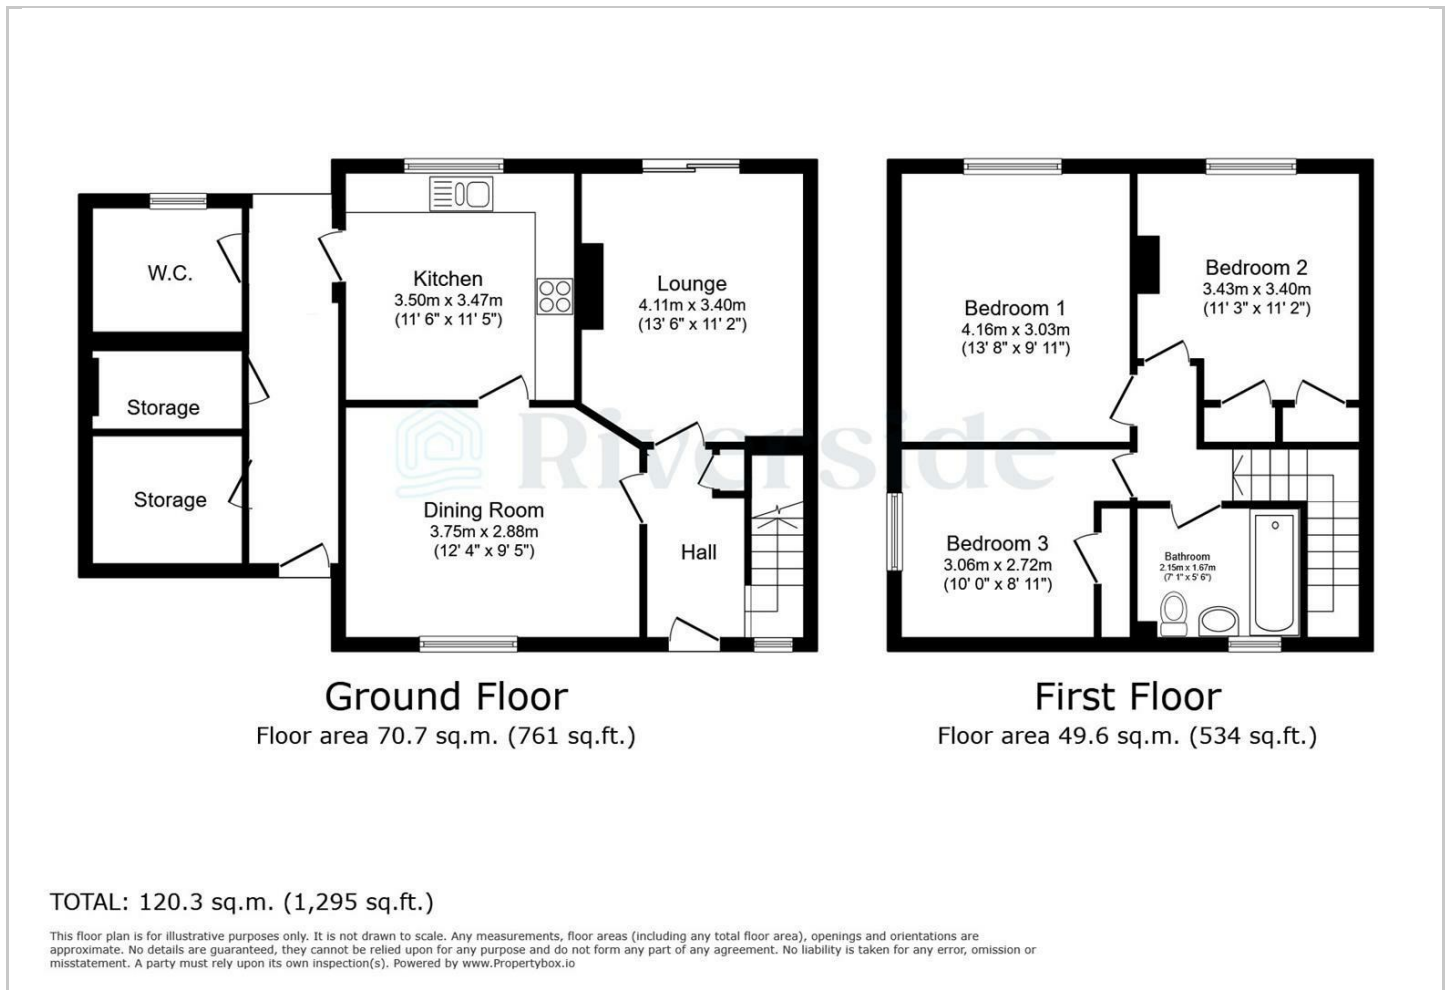 W.C.
Storage
Storage
Kitchen
3.50m x 3.47m
(11' 6" x 11' 5")
Lounge
4.11m x 3.40m
(13' 6" x 11' 2")
Dining Room
3.75m x 2.88m
(12' 4" x 9' 5")
Hall
Riverside
Bedroom 1
4.16m x 3.03m
(13' 8" x 9' 11")
Bedroom 2
3.43m x 3.40m
(11' 3" x 11' 2")
Bedroom 3
3.06m x 2.72m
(10' 0" x 8' 11")
Bathroom
2.15m x 1.67m
(7' 1" x 5' 6")
Ground Floor
Floor area 70.7 sq.m. (761 sq.ft.)
First Floor
Floor area 49.6 sq.m. (534 sq.ft.)
TOTAL: 120.3 sq.m. (1,295 sq.ft.)
This floor plan is for illustrative purposes only. It is not drawn to scale. Any measurements, floor areas (including any total floor area), openings and orientations are
approximate. No details are guaranteed, they cannot be relied upon for any purpose and do not form any part of any agreement. No liability is taken for any error, omission or
misstatement. A party must rely upon its own inspection(s). Powered by www.Propertybox.io